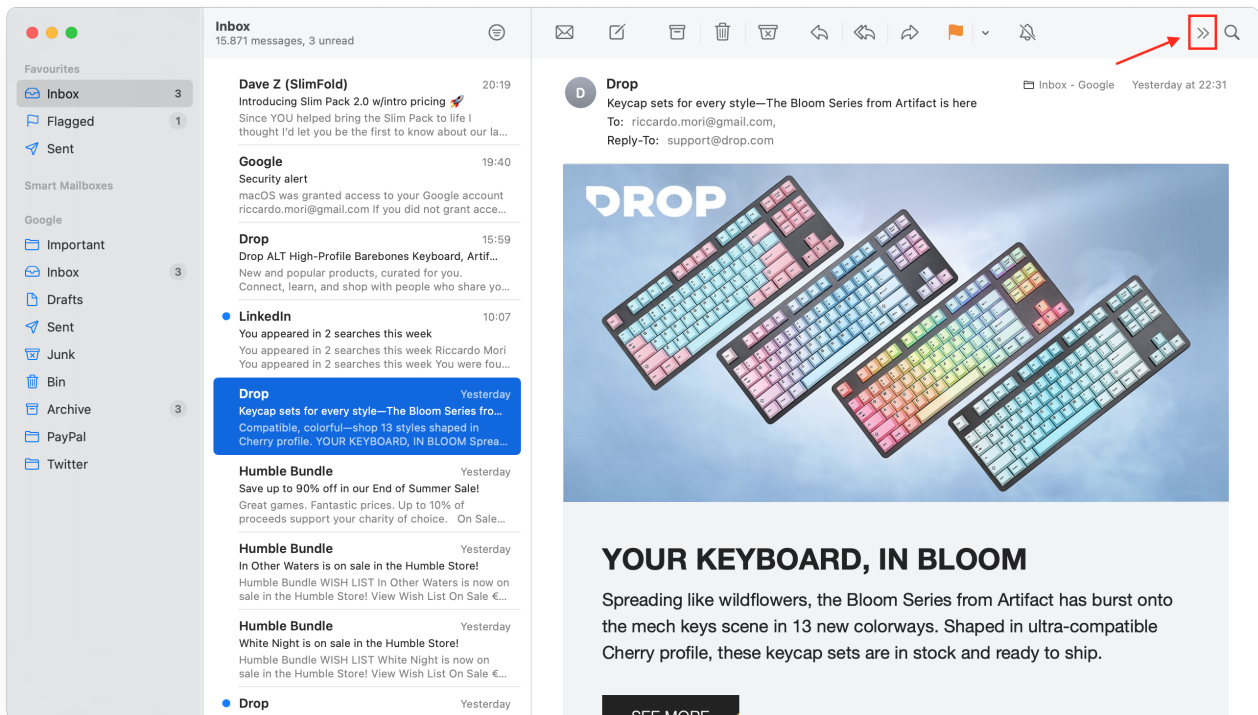 Inbox
15.871 messages, 3 unread
Favourites
Inbox 3
Flagged 1
Sent
Smart Mailboxes
Google
Important
Inbox 3
Drafts
Sent
Junk
Bin
Archive 3
PayPal
Twitter
Dave Z (SlimFold) 20:19
Introducing Slim Pack 2.0 w/intro pricing 🚀
Since YOU helped bring the Slim Pack to life I
thought I'd let you be the first to know about our la...
Google 19:40
Security alert
macOS was granted access to your Google account
riccardo.mori@gmail.com If you did not grant acce...
Drop 15:59
Drop ALT High-Profile Barebones Keyboard, Artif...
New and popular products, curated for you.
Connect, learn, and shop with people who share yo...
LinkedIn 10:07
You appeared in 2 searches this week
You appeared in 2 searches this week Riccardo Mori
You appeared in 2 searches this week You were fou...
Drop Yesterday
Keycap sets for every style—The Bloom Series fro...
Compatible, colorful—shop 13 styles shaped in
Cherry profile. YOUR KEYBOARD, IN BLOOM Sprea...
Humble Bundle Yesterday
Save up to 90% off in our End of Summer Sale!
Great games. Fantastic prices. Up to 10% of
proceeds support your charity of choice. On Sale...
Humble Bundle Yesterday
In Other Waters is on sale in the Humble Store!
Humble Bundle WISH LIST In Other Waters is now on
sale in the Humble Store! View Wish List On Sale €...
Humble Bundle Yesterday
White Night is on sale in the Humble Store!
Humble Bundle WISH LIST White Night is now on
sale in the Humble Store! View Wish List On Sale €...
Drop Yesterday
D
Drop
Inbox - Google Yesterday at 22:31
Keycap sets for every style—The Bloom Series from Artifact is here
To: riccardo.mori@gmail.com,
Reply-To: support@drop.com
DROP
YOUR KEYBOARD, IN BLOOM
Spreading like wildflowers, the Bloom Series from Artifact has burst onto
the mech keys scene in 13 new colorways. Shaped in ultra-compatible
Cherry profile, these keycap sets are in stock and ready to ship.
SEE MORE